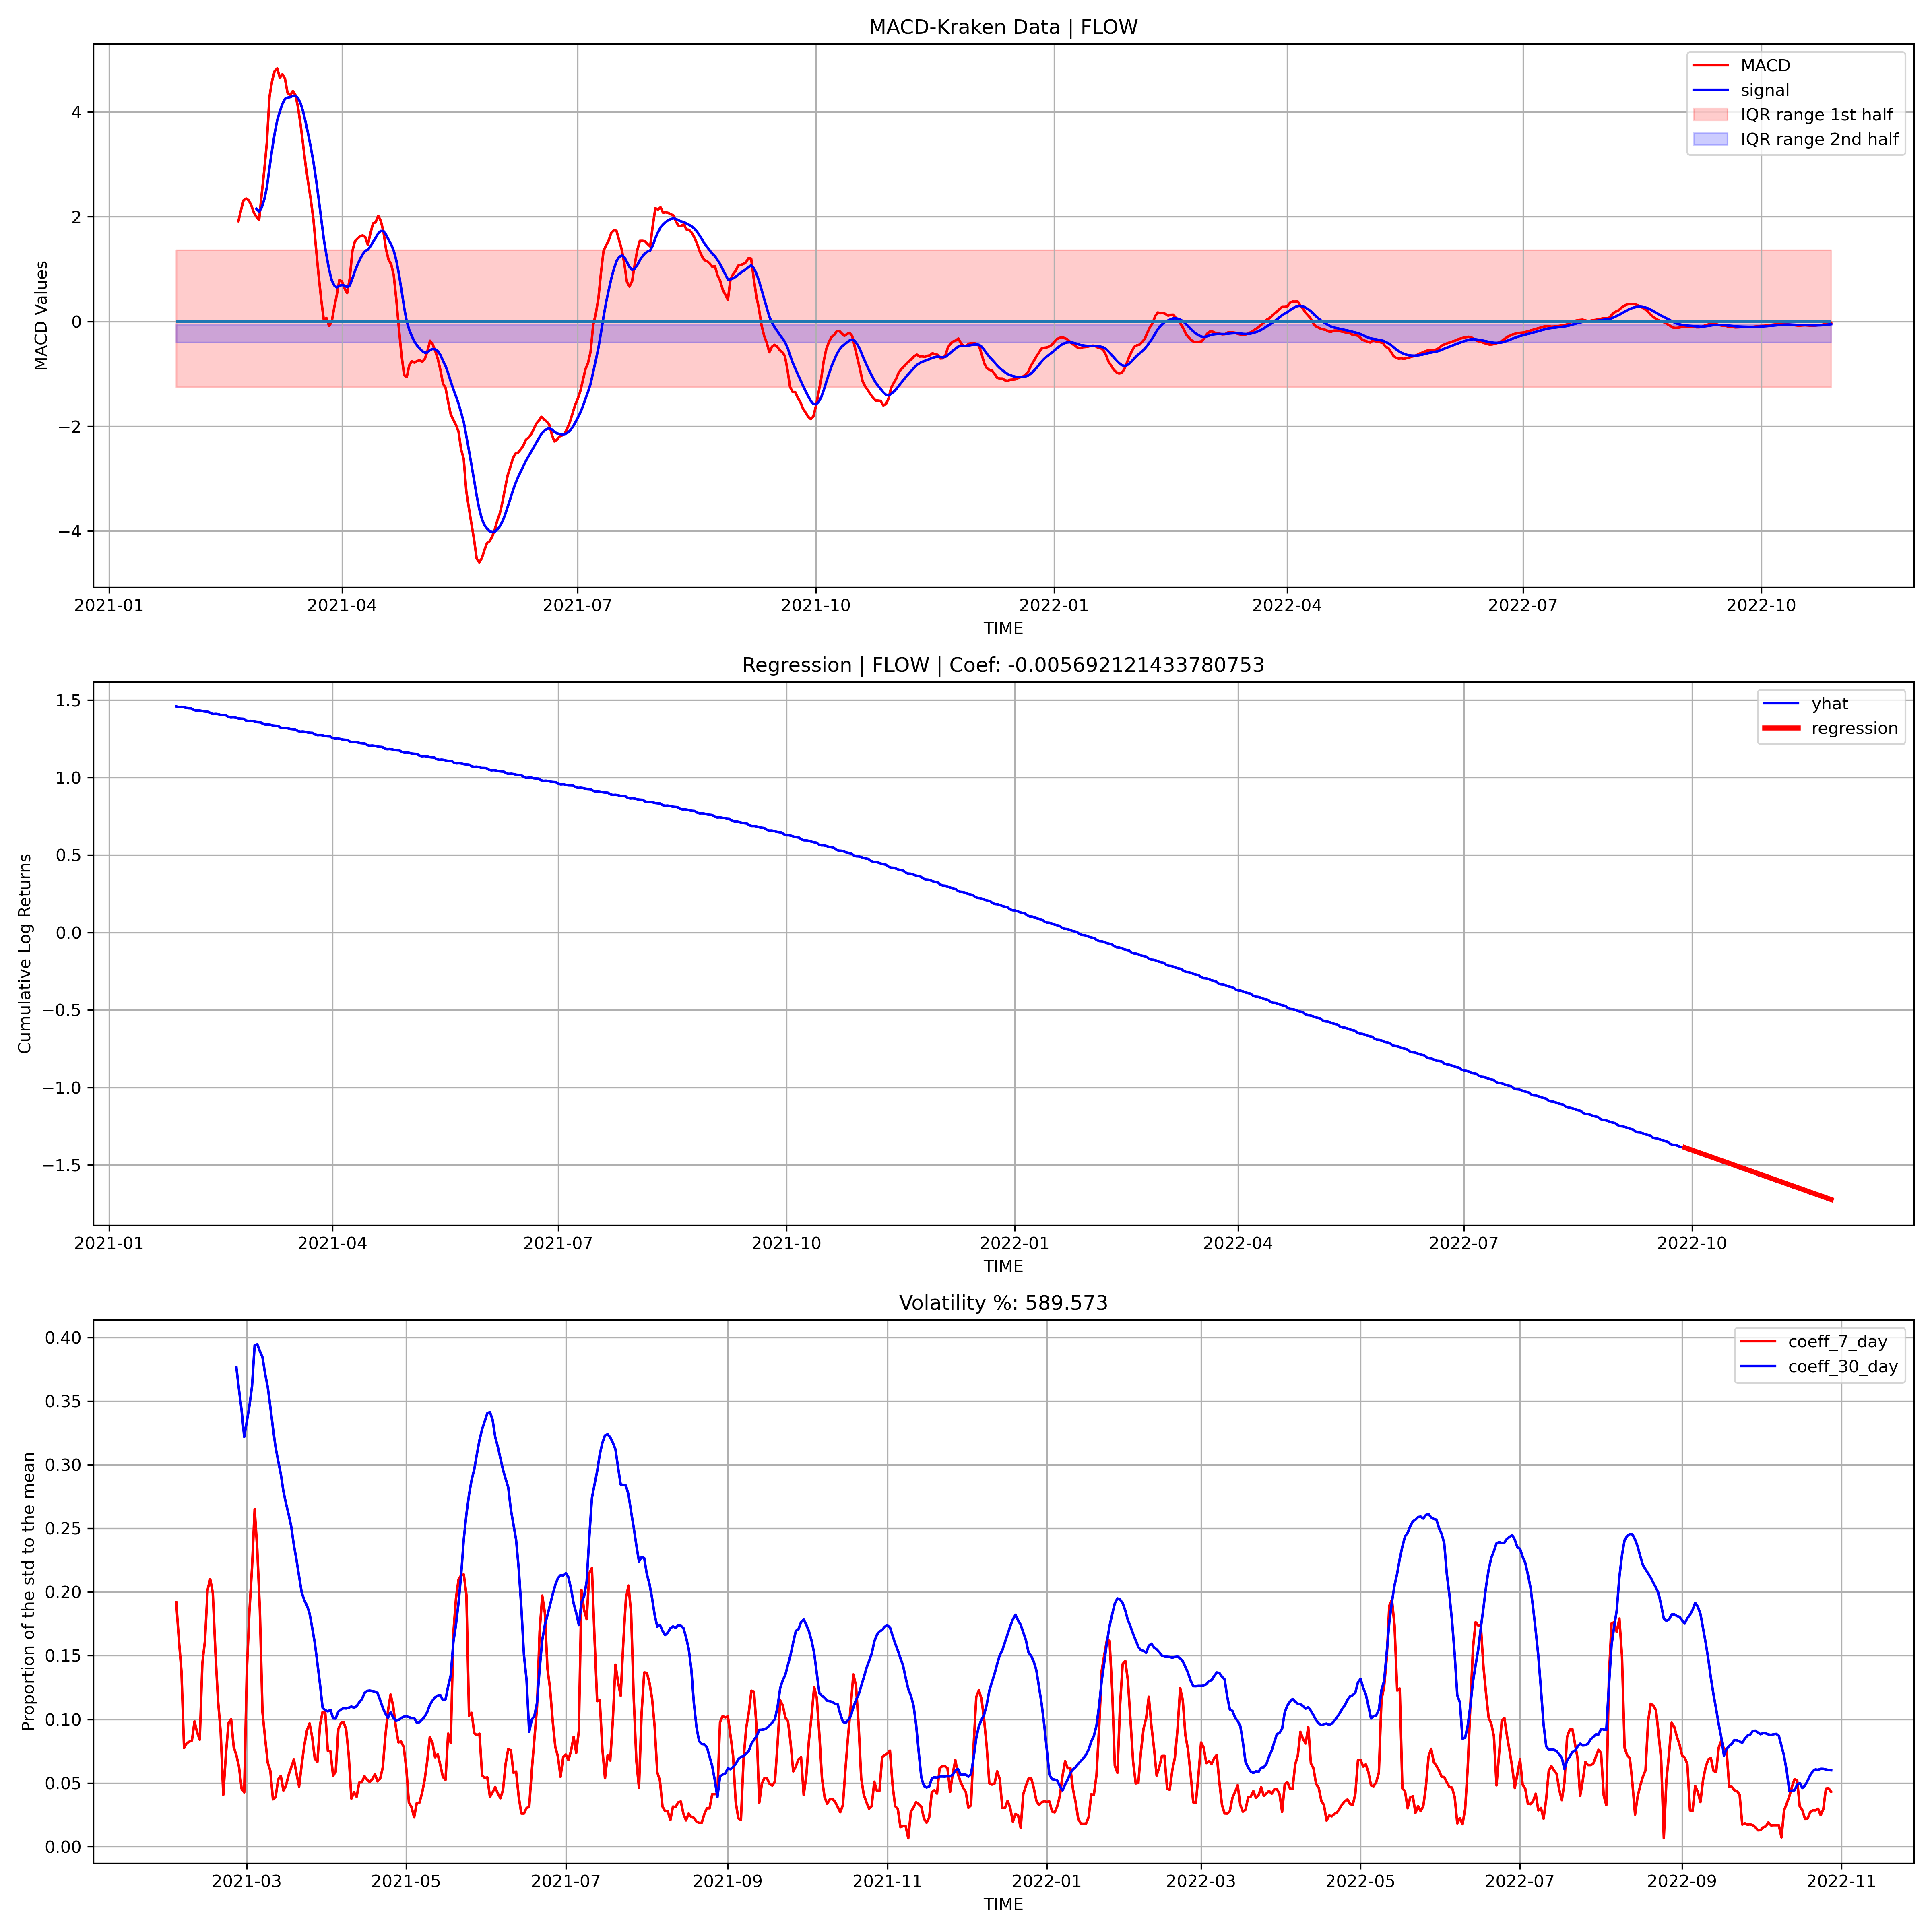 MACD-Kraken Data | FLOW
MACD
signal
IQR range 1st half
IQR range 2nd half
MACD Values
4
2
0
−2
−4
2021-01 2021-04 2021-07 2021-10 2022-01 2022-04 2022-07 2022-10
TIME
Regression | FLOW | Coef: -0.005692121433780753
yhat
regression
Cumulative Log Returns
1.5
1.0
0.5
0.0
−0.5
−1.0
−1.5
2021-01 2021-04 2021-07 2021-10 2022-01 2022-04 2022-07 2022-10
TIME
Volatility %: 589.573
coeff_7_day
coeff_30_day
Proportion of the std to the mean
0.40
0.35
0.30
0.25
0.20
0.15
0.10
0.05
0.00
2021-03 2021-05 2021-07 2021-09 2021-11 2022-01 2022-03 2022-05 2022-07 2022-09 2022-11
TIME